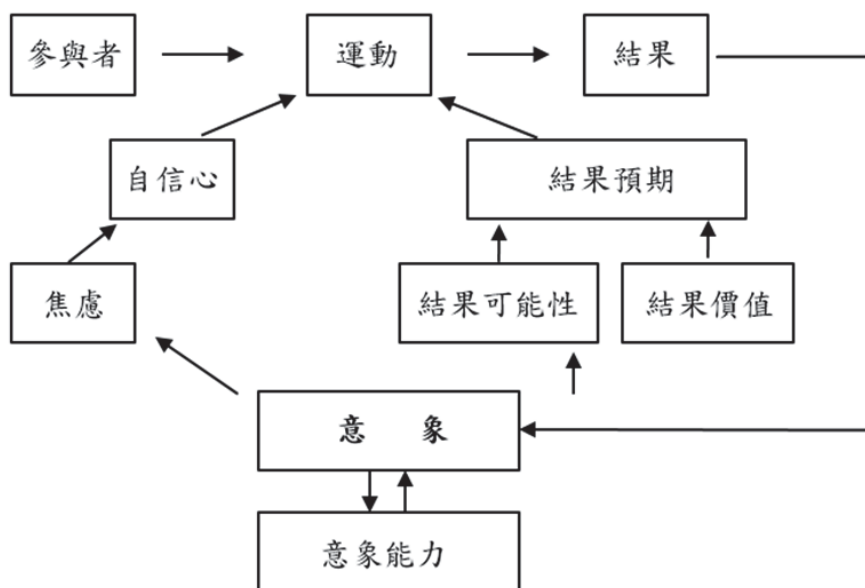 參與者
運動
結果
自信心
結果預期
焦慮
結果可能性
結果價值
意 象
意象能力